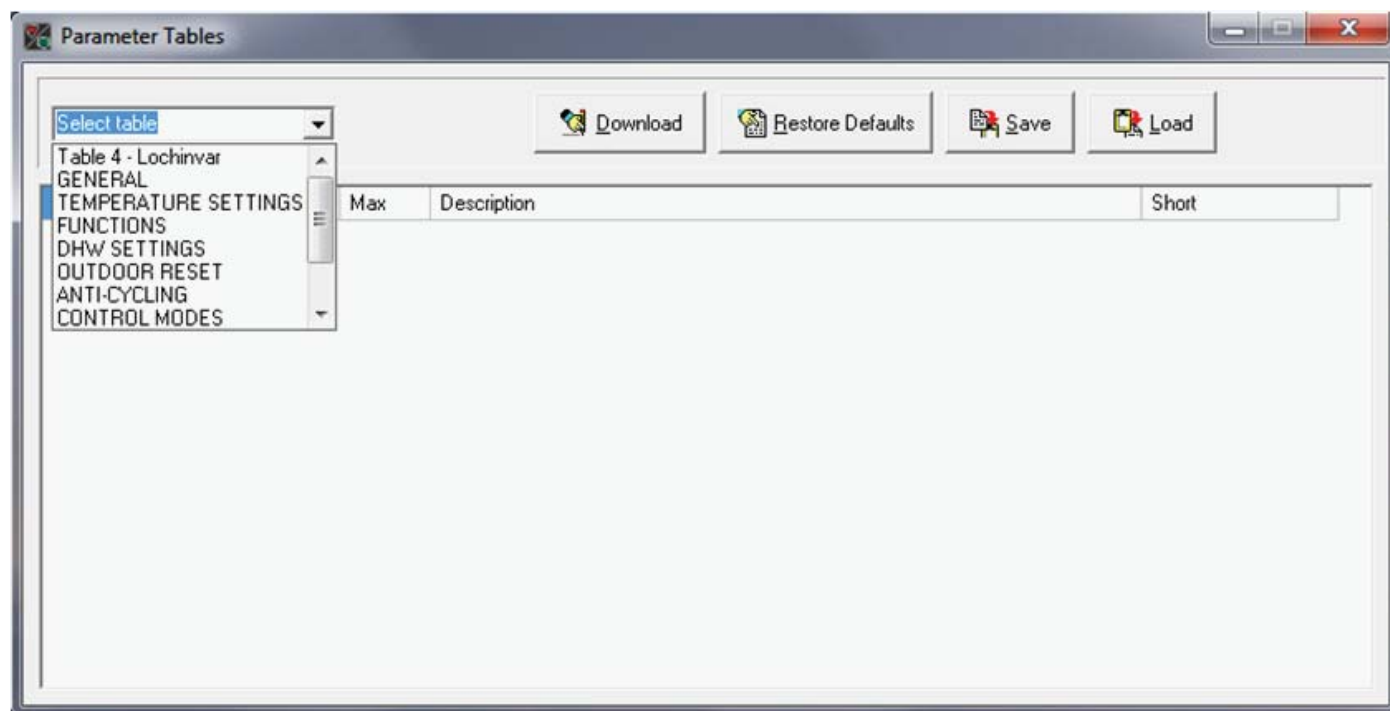 Parameter Tables
Select table
Download
Restore Defaults
Save
Load
Table 4 - Lochinvar
GENERAL
TEMPERATURE SETTINGS
FUNCTIONS
DHW SETTINGS
OUTDOOR RESET
ANTI-CYCLING
CONTROL MODES
Max
Description
Short